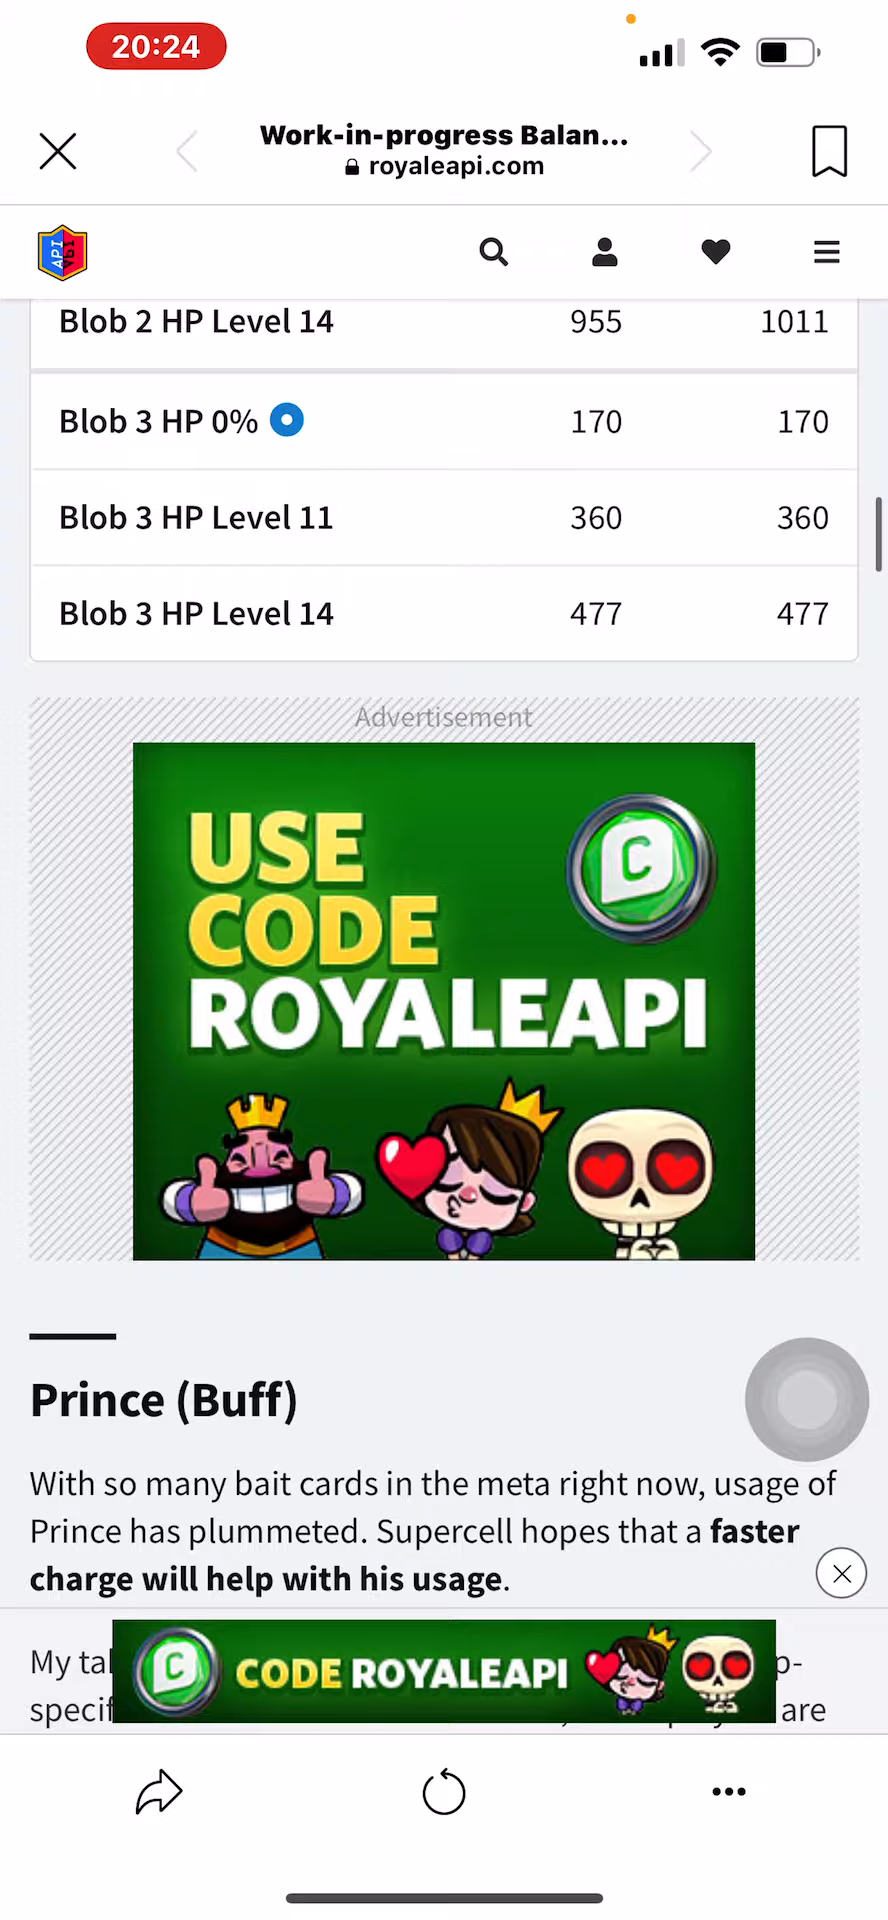 20:24
Work-in-progress Balan...
royaleapi.com
API
Blob 2 HP Level 14 955 1011
Blob 3 HP 0% 170 170
Blob 3 HP Level 11 360 360
Blob 3 HP Level 14 477 477
Advertisement
USE
CODE
ROYALEAPI
C
Prince (Buff)
With so many bait cards in the meta right now, usage of
Prince has plummeted. Supercell hopes that a faster
charge will help with his usage.
My
C CODE ROYALEAPI
are